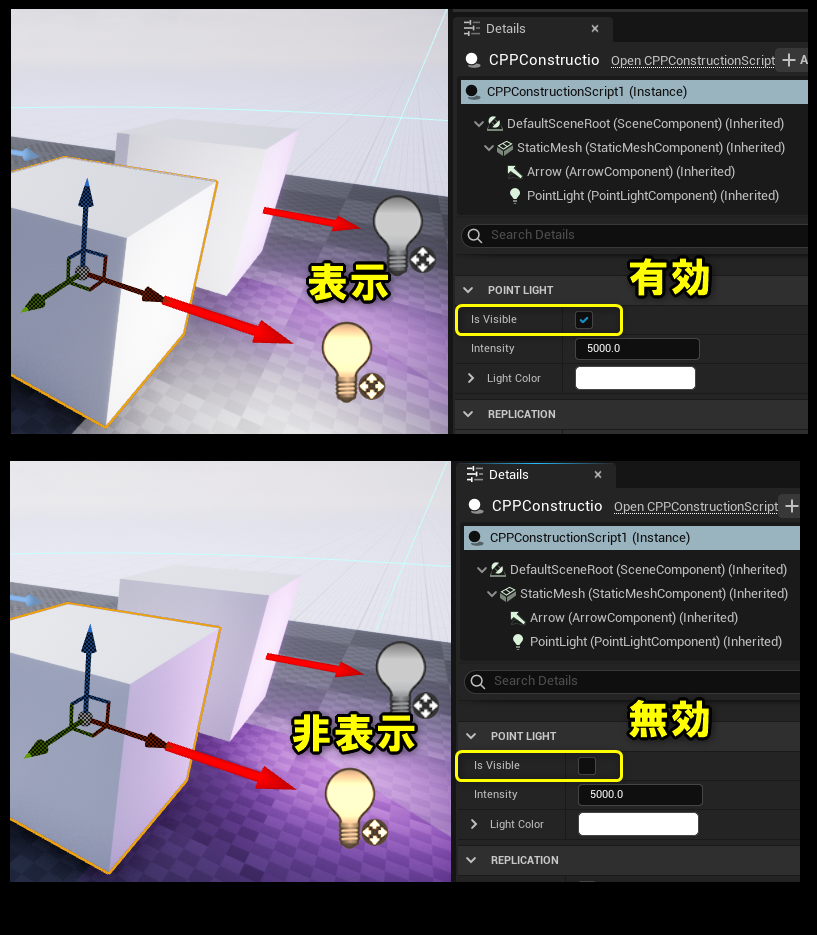 Details
CPPConstructio Open CPPConstructionScript A
CPPConstructionScript1 (Instance)
DefaultSceneRoot (SceneComponent) (Inherited)
StaticMesh (StaticMeshComponent) (Inherited)
Arrow (ArrowComponent) (Inherited)
PointLight (PointLightComponent) (Inherited)
Search Details
表示
有効
POINT LIGHT
Is Visible
Intensity 5000.0
Light Color
REPLICATION
Details
CPPConstructio Open CPPConstructionScript
CPPConstructionScript1 (Instance)
DefaultSceneRoot (SceneComponent) (Inherited)
StaticMesh (StaticMeshComponent) (Inherited)
Arrow (ArrowComponent) (Inherited)
PointLight (PointLightComponent) (Inherited)
Search Details
非表示
無効
POINT LIGHT
Is Visible
Intensity 5000.0
Light Color
REPLICATION